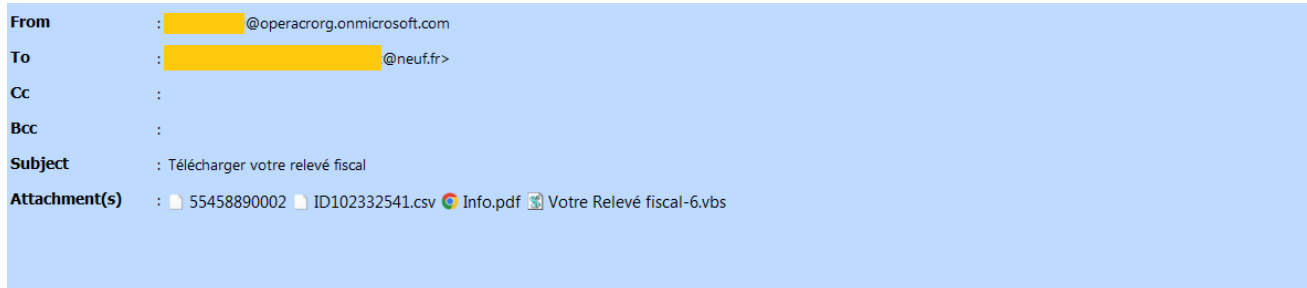 From : @operacrorg.onmicrosoft.com
To : @neuf.fr>
Cc :
Bcc :
Subject : Télécharger votre relevé fiscal
Attachment(s) : 55458890002 ID102332541.csv Info.pdf Votre Relevé fiscal-6.vbs